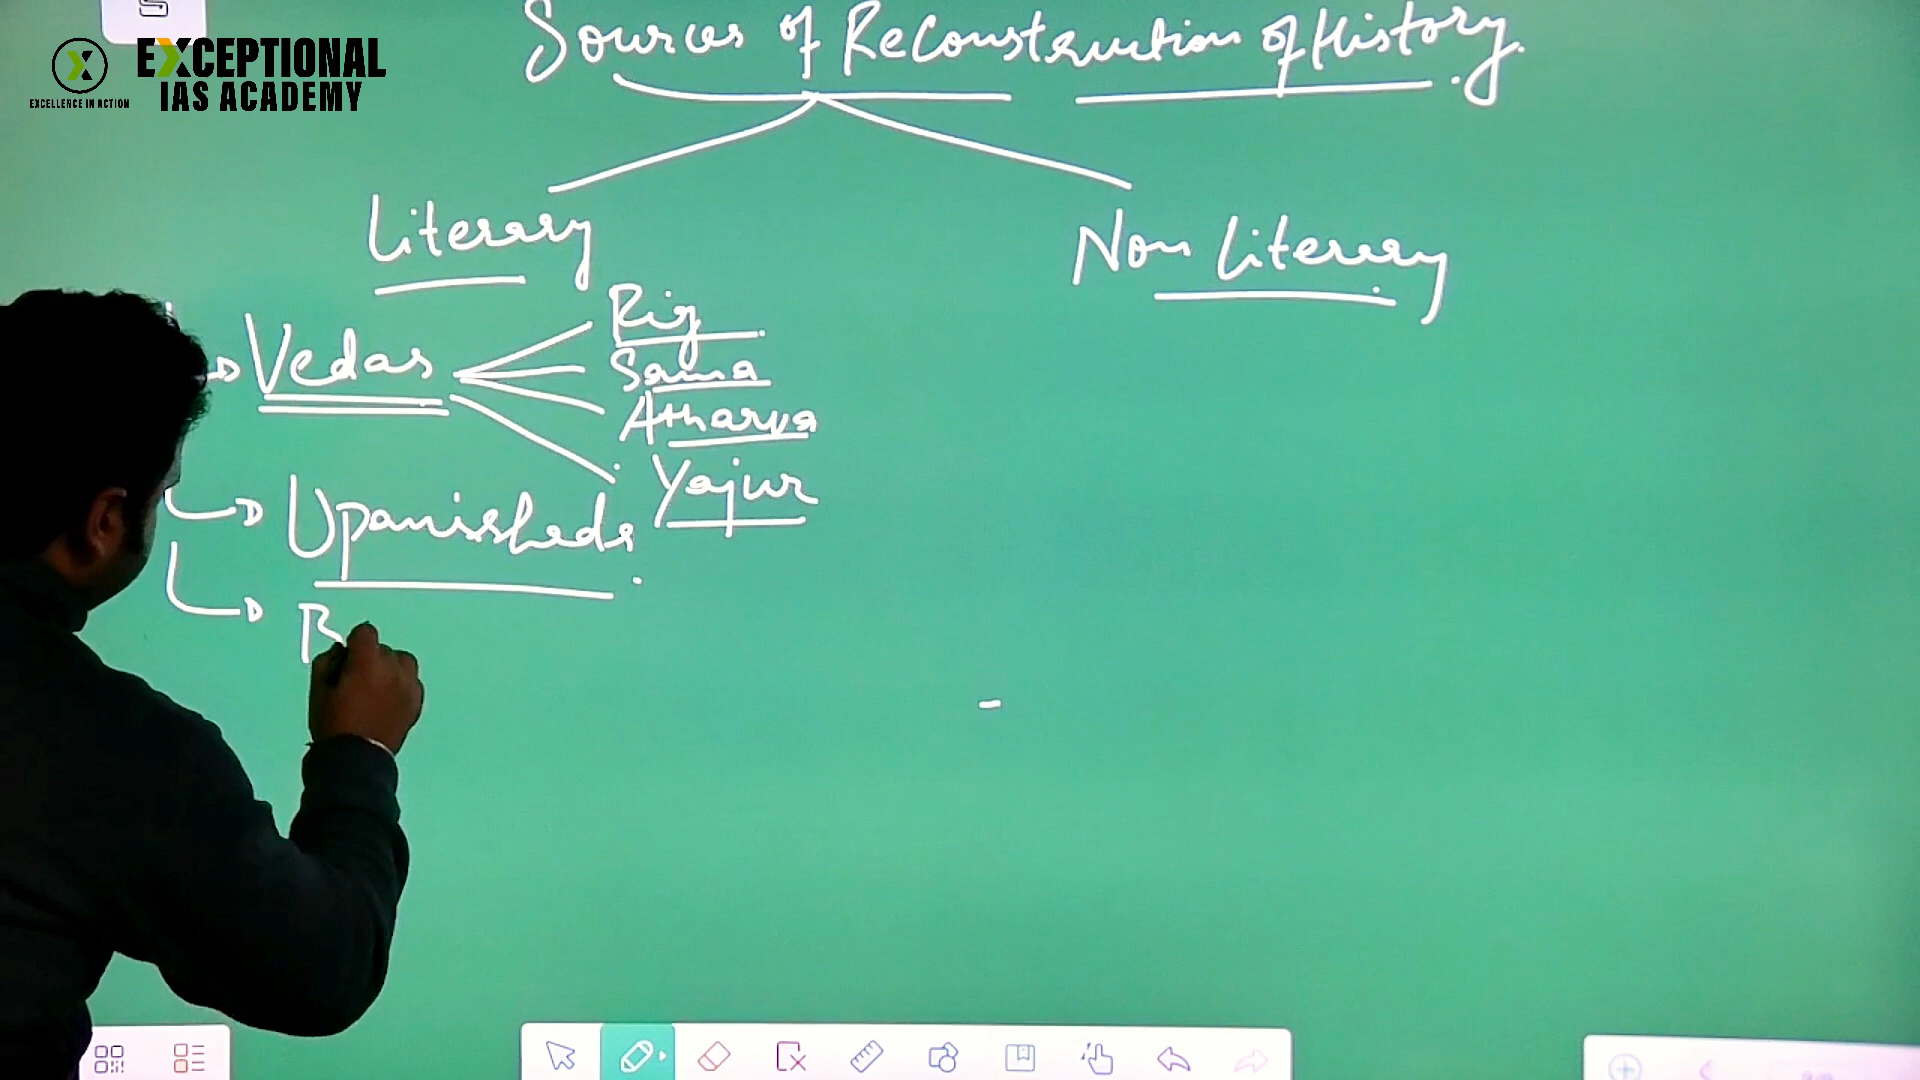 EXCEPTIONAL
IAS ACADEMY
EXCELLENCE IN ACTION
Sources of ReConstruction of History.
Literary
Non Literary
Vedas
Rig
Sama
Atharva
Yajur
Upanishads